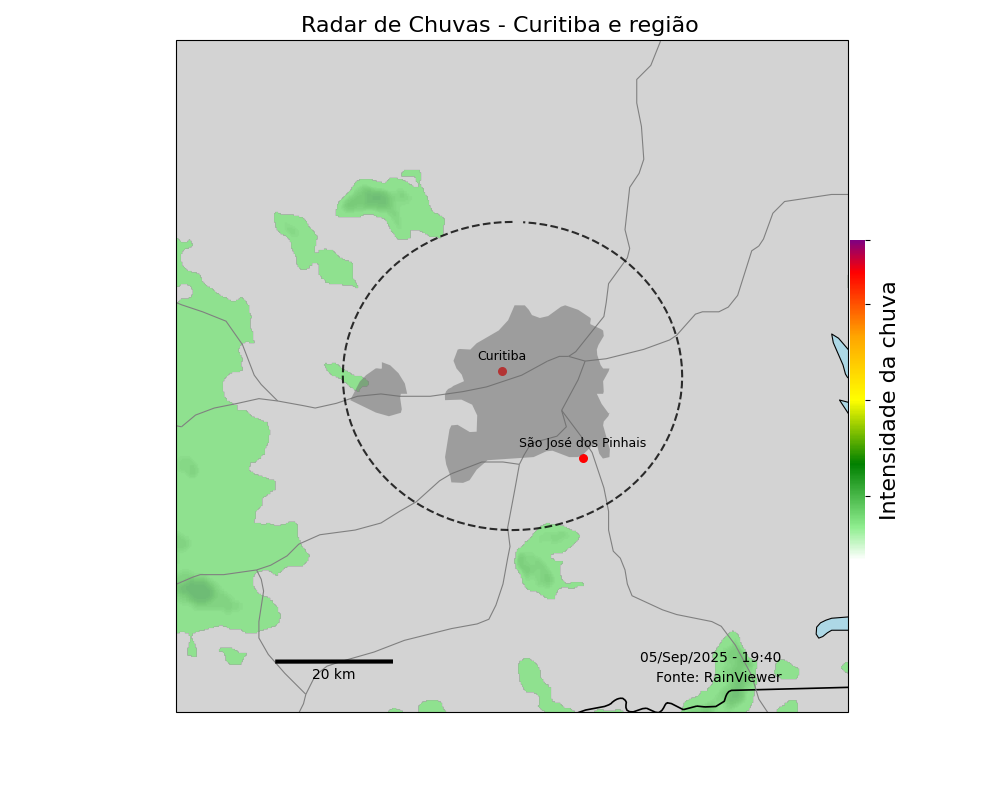 Radar de Chuvas - Curitiba e região
Curitiba
São José dos Pinhais
Intensidade da chuva
05/Sep/2025 - 19:40
Fonte: RainViewer
20 km